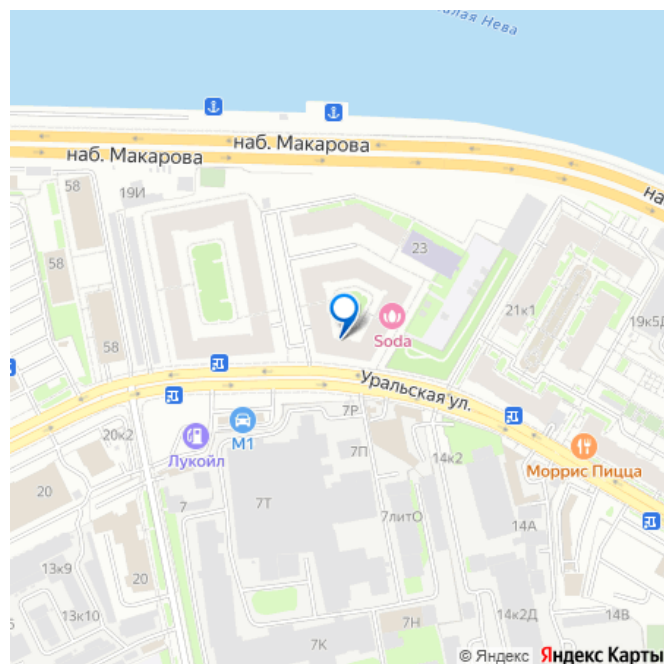 алая Нева
наб. Макарова
наб. Макарова
на
58
19И
58
23
58
21к1
19к5Д
Soda
Уральская ул.
7Р
20к2
М1
Лукойл
7П
14к2
Моррис Пицца
20
7
7Т
7литО
14А
13к9
20
13к10
14к2Д
14В
5
7Н
7К
© Яндекс Яндекс Карты